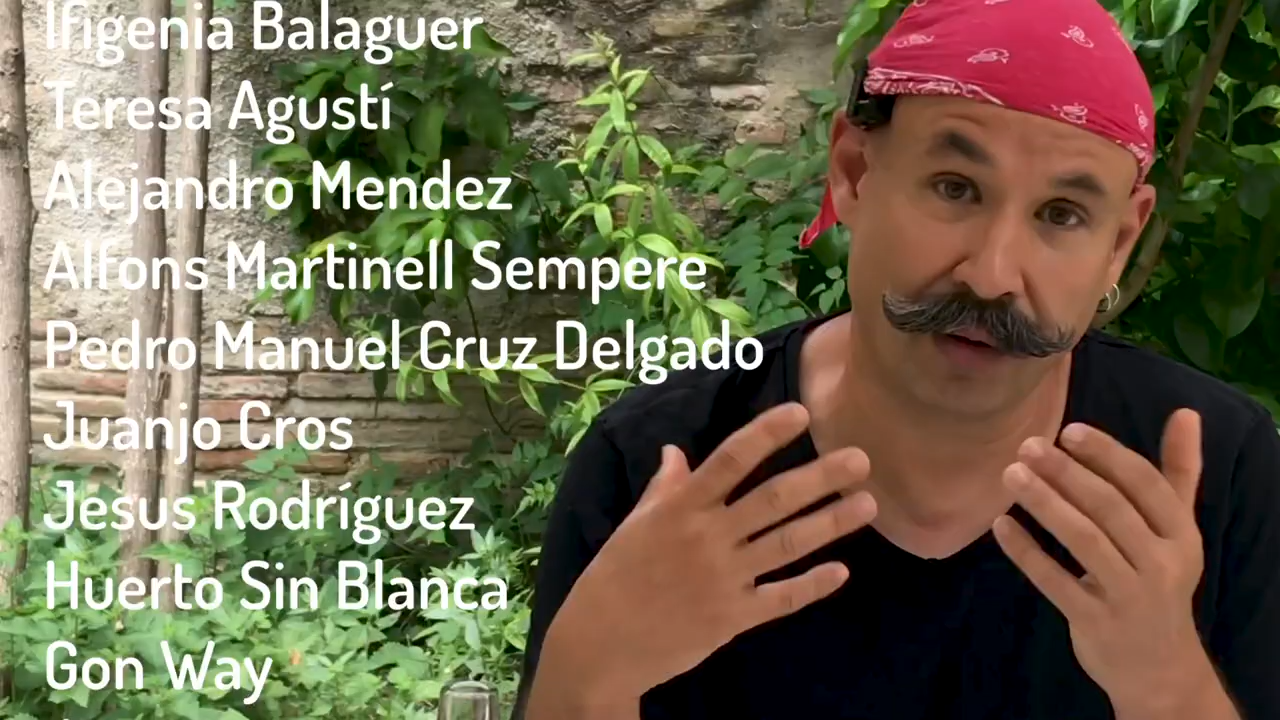 Ifigenia Balaguer
Teresa Agustí
Alejandro Mendez
Alfons Martinell Sempere
Pedro Manuel Cruz Delgado
Juanjo Cros
Jesus Rodríguez
Huerto Sin Blanca
Gon Way